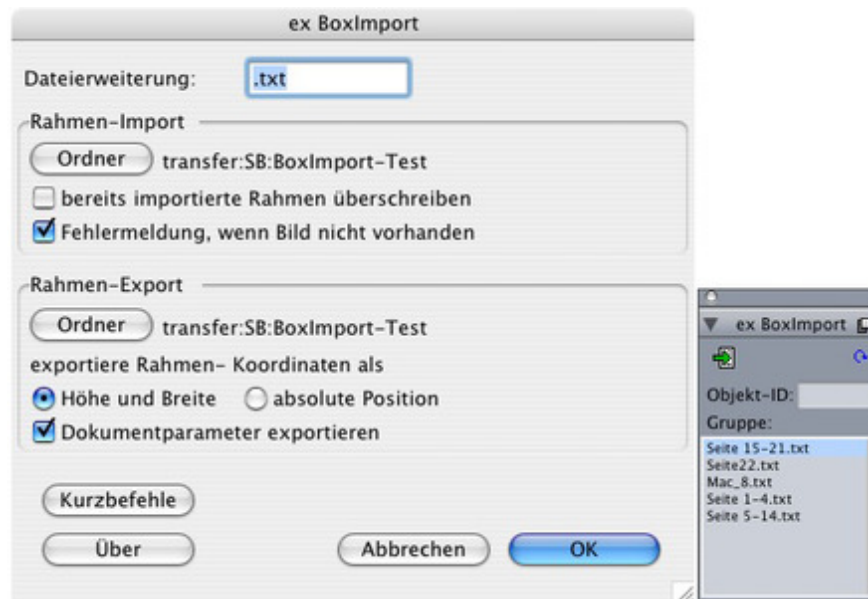 ex BoxImport
Dateierweiterung: .txt
Rahmen-Import
Ordner transfer:SB:BoxImport-Test
bereits importierte Rahmen überschreiben
Fehlermeldung, wenn Bild nicht vorhanden
Rahmen-Export
Ordner transfer:SB:BoxImport-Test
exportiere Rahmen- Koordinaten als
Höhe und Breite absolute Position
Dokumentparameter exportieren
Kurzbefehle
Über Abbrechen OK
ex BoxImport
Objekt-ID:
Gruppe:
Seite 15-21.txt
Seite22.txt
Mac_8.txt
Seite 1-4.txt
Seite 5-14.txt